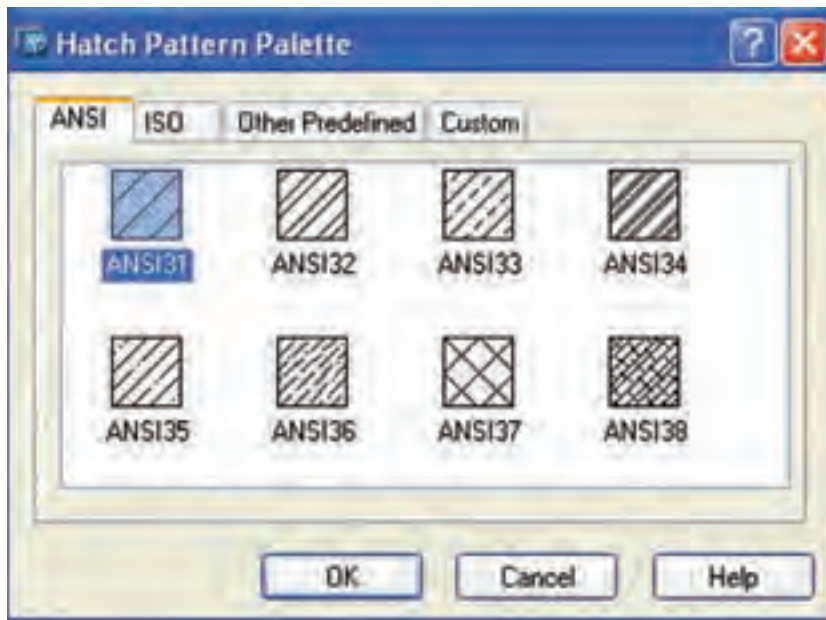 Hatch Pattern Palette
ANSI ISO Other Predefined Custom
ANSI31 ANSI32 ANSI33 ANSI34
ANSI35 ANSI36 ANSI37 ANSI38
OK Cancel Help